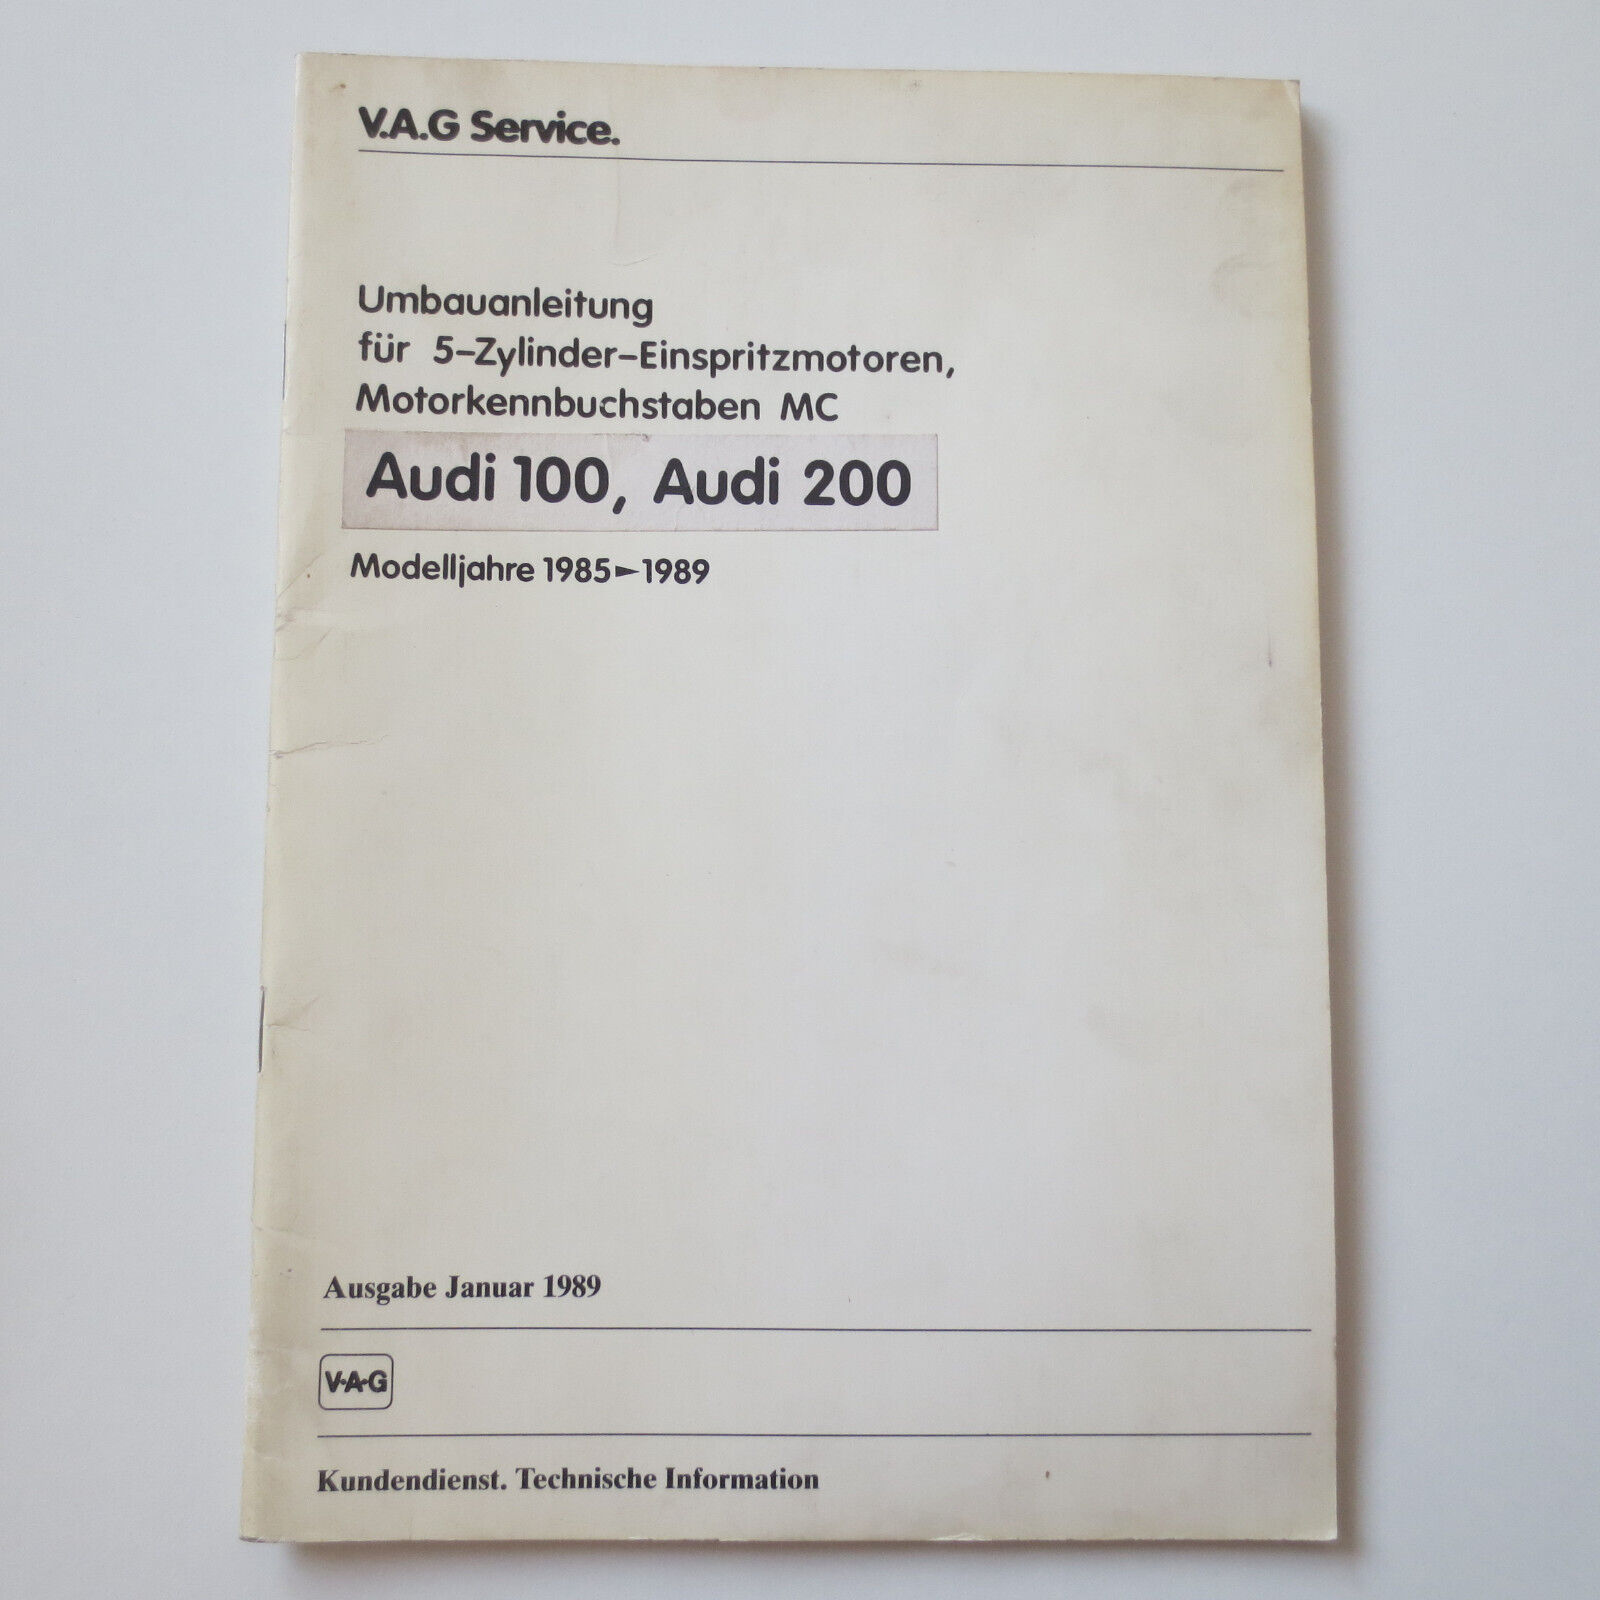 V.A.G Service.
Umbauanleitung
für 5-Zylinder-Einspritzmotoren,
Motorkennbuchstaben MC
Audi 100, Audi 200
Modelljahre 1985►1989
Ausgabe Januar 1989
V·A·G
Kundendienst. Technische Information